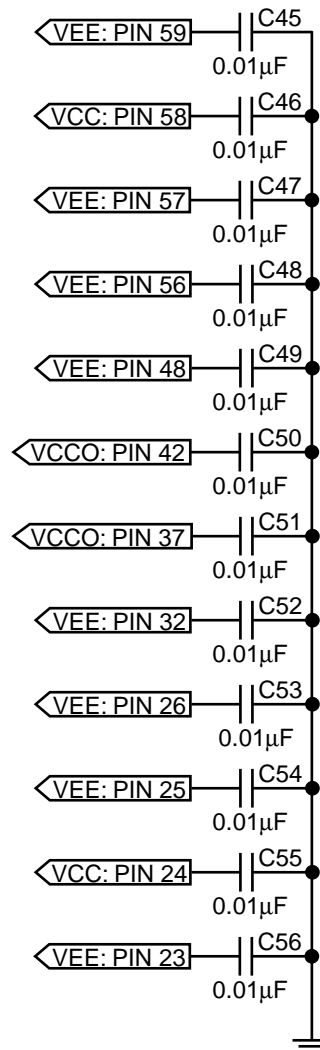 C45
VEE: PIN 59
0.01μF
C46
VCC: PIN 58
0.01μF
C47
VEE: PIN 57
0.01μF
C48
VEE: PIN 56
0.01μF
C49
VEE: PIN 48
0.01μF
C50
VCCO: PIN 42
0.01μF
C51
VCCO: PIN 37
0.01μF
C52
VEE: PIN 32
0.01μF
C53
VEE: PIN 26
0.01μF
C54
VEE: PIN 25
0.01μF
C55
VCC: PIN 24
0.01μF
C56
VEE: PIN 23
0.01μF